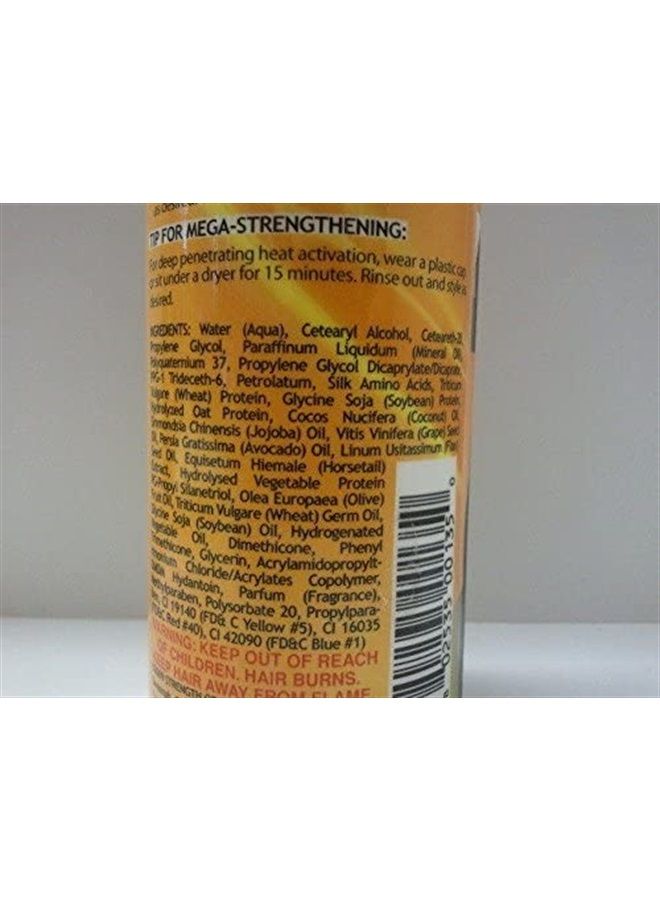 as desired
TIP FOR MEGA-STRENGTHENING:
For deep penetrating heat activation, wear a plastic cap
or sit under a dryer for 15 minutes. Rinse out and style as
desired.
INGREDIENTS: Water (Aqua), Cetearyl Alcohol, Ceteareth-20,
Propylene Glycol, Paraffinum Liquidum (Mineral Oil),
Polyquaternium 37, Propylene Glycol Dicaprylate/Dicaprate,
PPG-1 Trideceth-6, Petrolatum, Silk Amino Acids, Triticum
Vulgare (Wheat) Protein, Glycine Soja (Soybean) Protein,
Hydrolyzed Oat Protein, Cocos Nucifera (Coconut) Oil,
Simmondsia Chinensis (Jojoba) Oil, Vitis Vinifera (Grape) Seed
Oil, Persia Gratissima (Avocado) Oil, Linum Usitassimum (Flax)
Seed Oil, Equisetum Hiemale (Horsetail)
Extract, Hydrolysed Vegetable Protein
PG-Propyl Silanetriol, Olea Europaea (Olive)
Fruit Oil, Triticum Vulgare (Wheat) Germ Oil,
Glycine Soja (Soybean) Oil, Hydrogenated
Vegetable Oil, Dimethicone, Phenyl
Trimethicone, Glycerin, Acrylamidopropylt-
rimonium Chloride/Acrylates Copolymer,
DMDM Hydantoin, Parfum (Fragrance),
Methylparaben, Polysorbate 20, Propylpara-
ben, CI 19140 (FD& C Yellow #5), CI 16035
(FD&C Red #40), CI 42090 (FD&C Blue #1)
WARNING: KEEP OUT OF REACH
OF CHILDREN. HAIR BURNS.
KEEP HAIR AWAY FROM FLAME
02535 00135 0